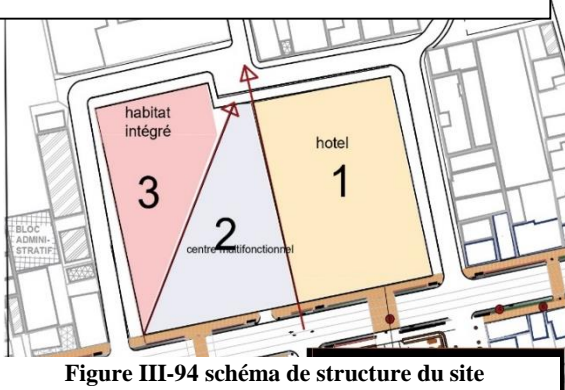 habitat
intégré
3
hotel
1
2
centre multifonctionnel
BLOC
ADMINI-
STRATIF
Figure III-94 schéma de structure du site